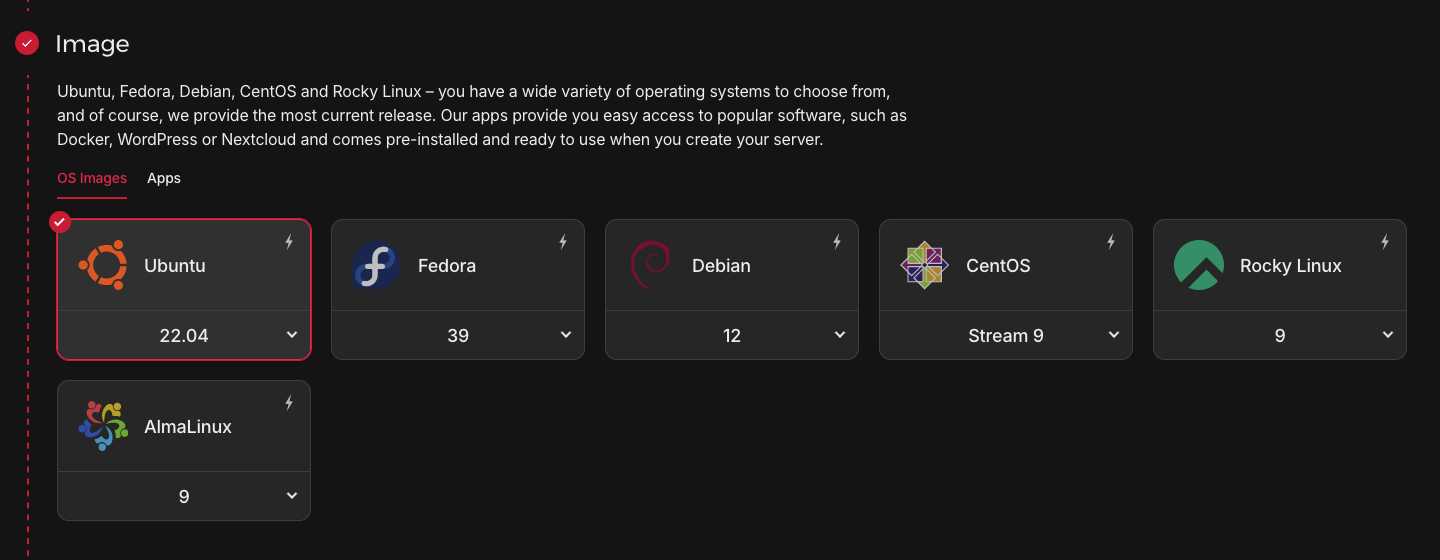 Image
Ubuntu, Fedora, Debian, CentOS and Rocky Linux – you have a wide variety of operating systems to choose from,
and of course, we provide the most current release. Our apps provide you easy access to popular software, such as
Docker, WordPress or Nextcloud and comes pre-installed and ready to use when you create your server.
OS Images Apps
Ubuntu Fedora Debian CentOS Rocky Linux
22.04 39 12 Stream 9 9
AlmaLinux
9